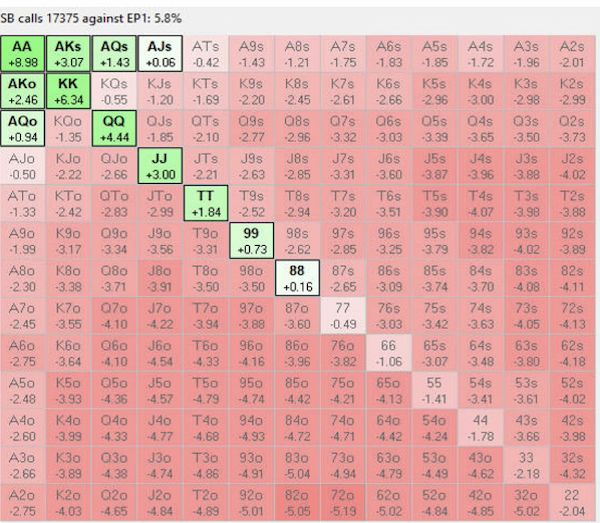 SB calls 17375 against EP1: 5.8%
AA AKs AQs AJs ATs A9s A8s A7s A6s A5s A4s A3s A2s
+8.98 +3.07 +1.43 +0.06 -0.42 -1.43 -1.21 -1.75 -1.83 -1.85 -1.72 -1.96 -2.01
AKo KK KQs KJs KTs K9s K8s K7s K6s K5s K4s K3s K2s
+2.46 +6.34 -0.55 -1.20 -1.69 -2.20 -2.45 -2.61 -2.66 -2.96 -3.00 -2.98 -2.99
AQo KQo QQ QJs QTs Q9s Q8s Q7s Q6s Q5s Q4s Q3s Q2s
+0.94 -1.35 +4.44 -1.85 -2.10 -2.77 -2.96 -3.32 -3.03 -3.39 -3.65 -3.50 -3.73
AJo KJo QJo JJ JTs J9s J8s J7s J6s J5s J4s J3s J2s
-0.50 -2.22 -2.66 +3.00 -2.21 -2.63 -2.85 -3.31 -3.60 -3.87 -3.96 -3.88 -4.02
ATo KTo QTo JTo TT T9s T8s T7s T6s T5s T4s T3s T2s
-1.33 -2.42 -2.83 -2.99 +1.84 -2.52 -2.94 -3.20 -3.51 -3.90 -4.07 -3.98 -3.88
A9o K9o Q9o J9o T9o 99 98s 97s 96s 95s 94s 93s 92s
-1.99 -3.17 -3.34 -3.56 -3.31 +0.73 -2.62 -2.85 -3.25 -3.79 -3.82 -4.02 -3.89
A8o K8o Q8o J8o T8o 98o 88 87s 86s 85s 84s 83s 82s
-2.30 -3.38 -3.71 -3.91 -3.50 -3.50 +0.16 -2.65 -3.09 -3.74 -3.70 -4.08 -4.11
A7o K7o Q7o J7o T7o 97o 87o 77 76s 75s 74s 73s 72s
-2.45 -3.55 -4.10 -4.22 -3.94 -3.88 -3.60 -0.49 -3.03 -3.42 -3.63 -4.05 -4.13
A6o K6o Q6o J6o T6o 96o 86o 76o 66 65s 64s 63s 62s
-2.75 -3.64 -4.10 -4.54 -4.33 -4.16 -3.96 -3.82 -1.06 -3.07 -3.48 -3.80 -4.18
A5o K5o Q5o J5o T5o 95o 85o 75o 65o 55 54s 53s 52s
-2.48 -3.93 -4.36 -4.57 -4.79 -4.74 -4.42 -4.21 -4.13 -1.41 -3.41 -3.61 -4.02
A4o K4o Q4o J4o T4o 94o 84o 74o 64o 54o 44 43s 42s
-2.60 -3.99 -4.33 -4.77 -4.68 -4.93 -4.72 -4.71 -4.42 -4.24 -1.78 -3.66 -3.98
A3o K3o Q3o J3o T3o 93o 83o 73o 63o 53o 43o 33 32s
-2.66 -3.89 -4.38 -4.74 -4.86 -4.91 -5.04 -4.94 -4.79 -4.49 -4.62 -2.18 -4.32
A2o K2o Q2o J2o T2o 92o 82o 72o 62o 52o 42o 32o 22
-2.75 -4.03 -4.65 -4.84 -4.89 -5.01 -5.05 -5.19 -5.02 -4.84 -4.85 -5.02 -2.04